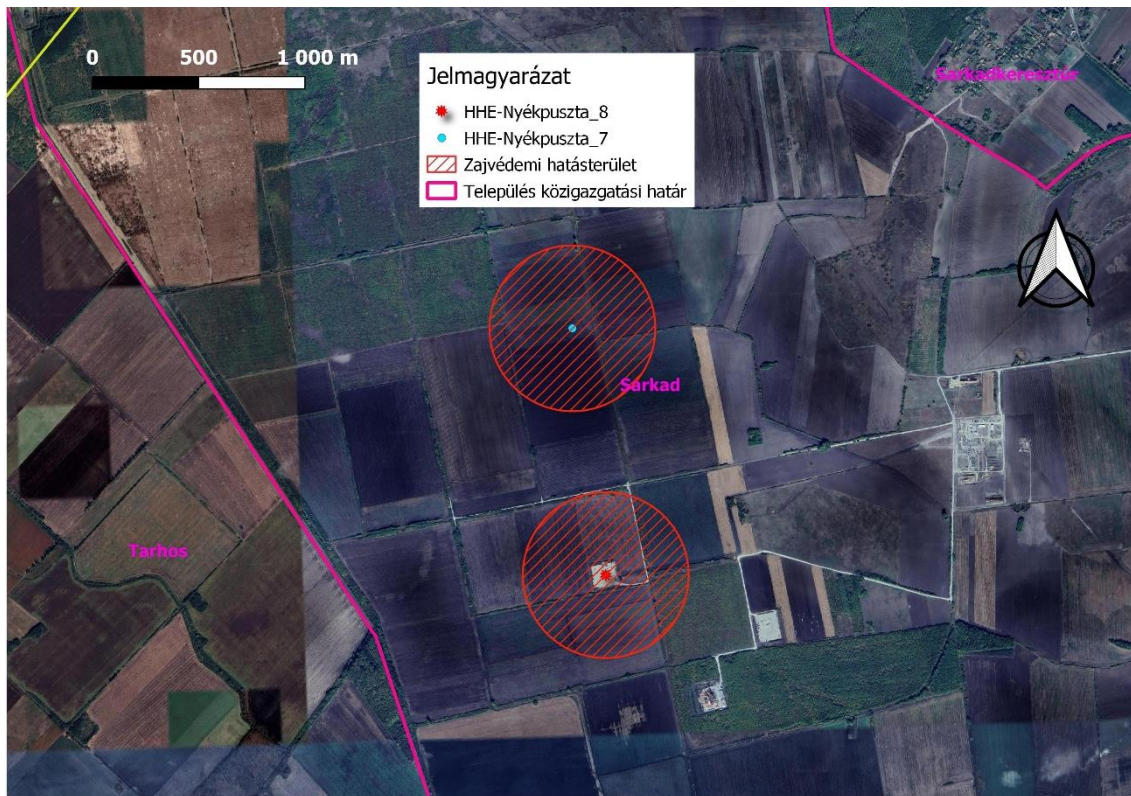 0 500 1 000 m
Jelmagyarázat
HHE-Nyékpuszta_8
HHE-Nyékpuszta_7
Zajvédemi hatásterület
Település közigazgatási határ
Sarkadkeresztúr
Sarkad
Tarhos